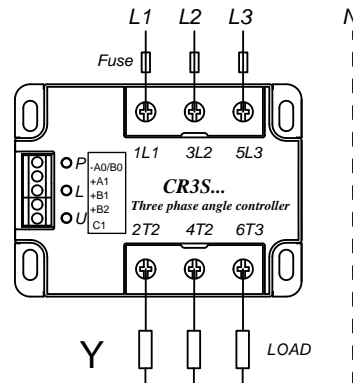 L1 L2 L3 N
Fuse
1L1 3L2 5L3
P -A0/B0
+A1
L +B1
+B2
U C1
CR3S...
Three phase angle controller
2T2 4T2 6T3
Y LOAD